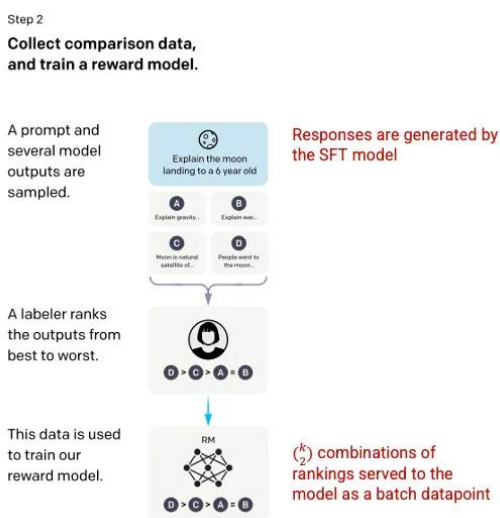 Step 2
Collect comparison data,
and train a reward model.
A prompt and
several model
outputs are
sampled.
Explain the moon
landing to a 6 year old
A
Explain gravity...
B
Explain war...
C
Moon is natural
satellite of...
D
People went to
the moon...
Responses are generated by
the SFT model
A labeler ranks
the outputs from
best to worst.
D > C > A = B
This data is used
to train our
reward model.
RM
D > C > A = B
(k 2) combinations of
rankings served to the
model as a batch datapoint